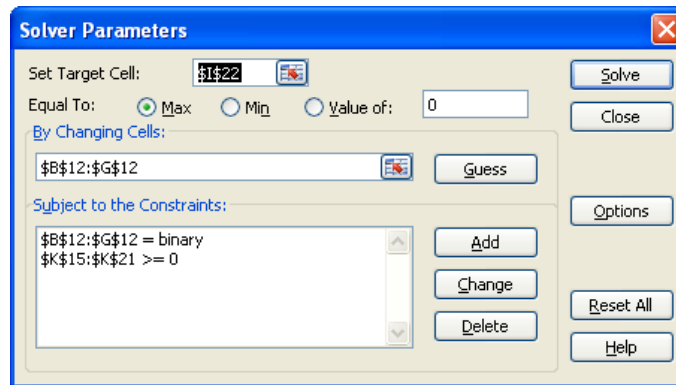 Solver Parameters
Set Target Cell: $I$22 Solve
Equal To: Max Min Value of: 0 Close
By Changing Cells:
$B$12:$G$12 Guess
Subject to the Constraints: Options
$B$12:$G$12 = binary Add
$K$15:$K$21 >= 0 Change
Reset All
Delete
Help